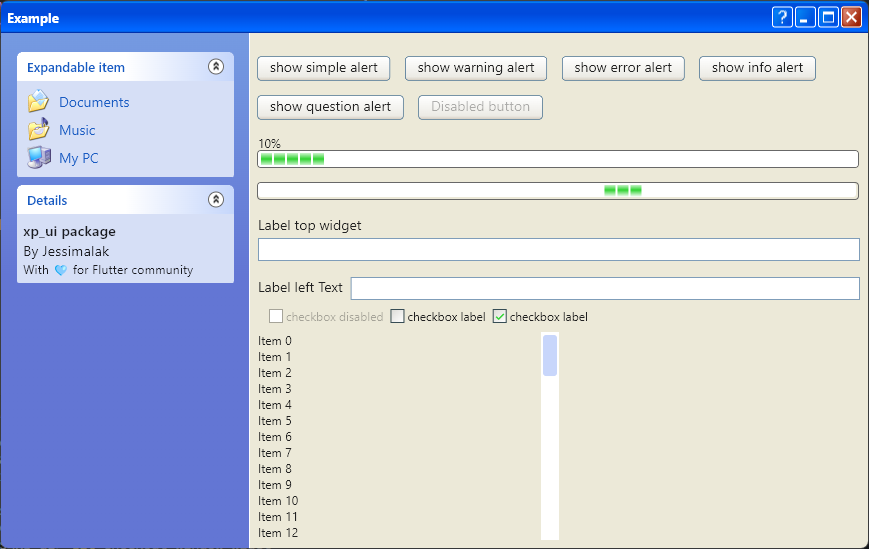 Example
Expandable item
Documents
Music
My PC
Details
xp_ui package
By Jessimalak
With 🩵 for Flutter community
show simple alert show warning alert show error alert show info alert
show question alert Disabled button
10%
Label top widget
Label left Text
checkbox disabled checkbox label checkbox label
Item 0
Item 1
Item 2
Item 3
Item 4
Item 5
Item 6
Item 7
Item 8
Item 9
Item 10
Item 11
Item 12